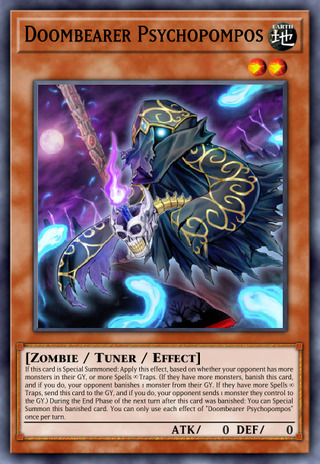 Doombearer Psychopompos
EARTH
地
[Zombie / Tuner / Effect]
If this card is Special Summoned: Apply this effect, based on whether your opponent has more
monsters in their GY, or more Spells ∞ Traps. (If they have more monsters, banish this card,
and if you do, your opponent banishes 1 monster from their GY. If they have more Spells ∞
Traps, send this card to the GY, and if you do, your opponent sends 1 monster they control to
the GY.) During the End Phase of the next turn after this card was banished: You can Special
Summon this banished card. You can only use each effect of "Doombearer Psychopompos"
once per turn.
ATK/ 0 DEF/ 0